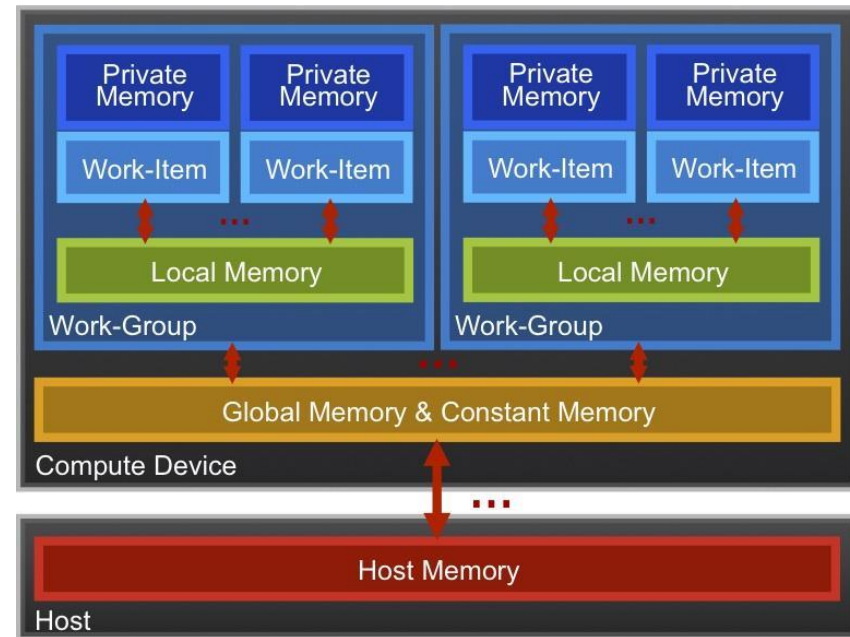 Private Memory
Private Memory
Private Memory
Private Memory
Work-Item
Work-Item
Work-Item
Work-Item
...
...
Local Memory
Local Memory
Work-Group
Work-Group
...
Global Memory & Constant Memory
Compute Device
...
Host Memory
Host